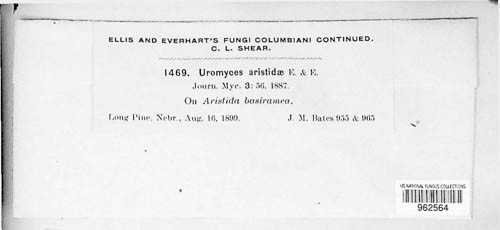 ELLIS AND EVERHART'S FUNGI COLUMBIANI CONTINUED.
C. L. SHEAR.
1469. Uromyces aristidæ E. & E.
Journ. Myc. 3: 56, 1887.
On Aristida basiramea.
Long Pine, Nebr., Aug. 16, 1899. J. M. Bates 955 & 965
US NATIONAL FUNGUS COLLECTIONS
962564